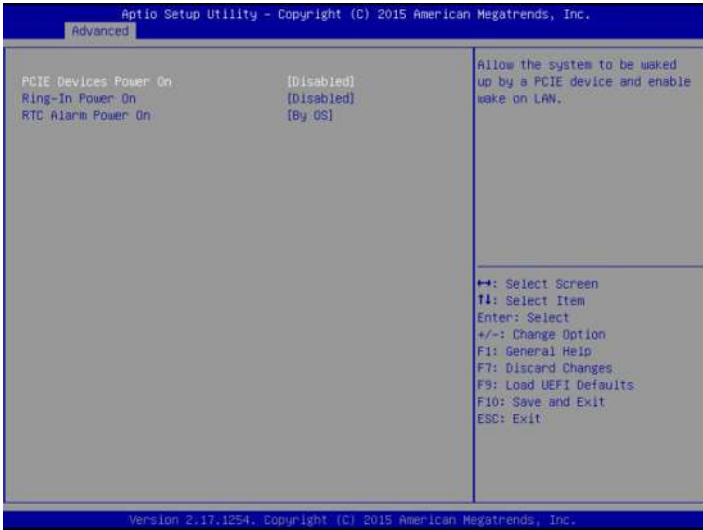 Aptio Setup Utility - Copyright (C) 2015 American Megatrends, Inc.
Advanced
PCIE Devices Power On [Disabled]
Ring-In Power On [Disabled]
RTC Alarm Power On [By OS]
Allow the system to be waked
up by a PCIE device and enable
wake on LAN.
↔: Select Screen
↑↓: Select Item
Enter: Select
+/-: Change Option
F1: General Help
F7: Discard Changes
F9: Load UEFI Defaults
F10: Save and Exit
ESC: Exit
Version 2.17.1254. Copyright (C) 2015 American Megatrends, Inc.